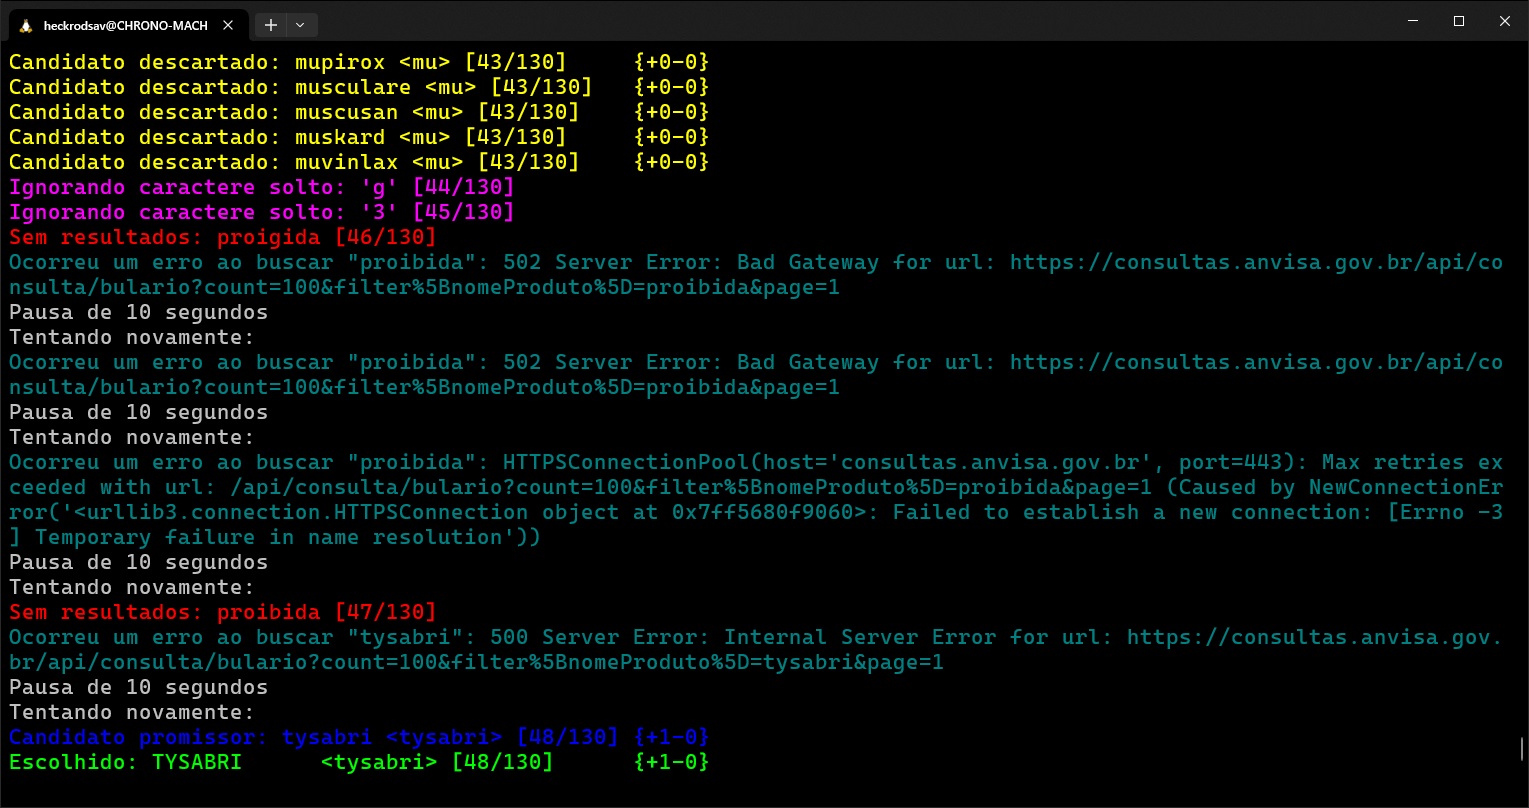 heckrodsav@CHRONO-MACH
Candidato descartado: mupirox <mu> [43/130] {+0-0}
Candidato descartado: musculare <mu> [43/130] {+0-0}
Candidato descartado: muscusan <mu> [43/130] {+0-0}
Candidato descartado: muskard <mu> [43/130] {+0-0}
Candidato descartado: muvinlax <mu> [43/130] {+0-0}
Ignorando caractere solto: 'g' [44/130]
Ignorando caractere solto: '3' [45/130]
Sem resultados: proigida [46/130]
Ocorreu um erro ao buscar "proibida": 502 Server Error: Bad Gateway for url: https://consultas.anvisa.gov.br/api/co
nsulta/bulario?count=100&filter%5BnomeProduto%5D=proibida&page=1
Pausa de 10 segundos
Tentando novamente:
Ocorreu um erro ao buscar "proibida": 502 Server Error: Bad Gateway for url: https://consultas.anvisa.gov.br/api/co
nsulta/bulario?count=100&filter%5BnomeProduto%5D=proibida&page=1
Pausa de 10 segundos
Tentando novamente:
Ocorreu um erro ao buscar "proibida": HTTPSConnectionPool(host='consultas.anvisa.gov.br', port=443): Max retries ex
ceeded with url: /api/consulta/bulario?count=100&filter%5BnomeProduto%5D=proibida&page=1 (Caused by NewConnectionEr
ror('<urllib3.connection.HTTPSConnection object at 0x7ff5680f9060>: Failed to establish a new connection: [Errno -3
] Temporary failure in name resolution'))
Pausa de 10 segundos
Tentando novamente:
Sem resultados: proibida [47/130]
Ocorreu um erro ao buscar "tysabri": 500 Server Error: Internal Server Error for url: https://consultas.anvisa.gov.
br/api/consulta/bulario?count=100&filter%5BnomeProduto%5D=tysabri&page=1
Pausa de 10 segundos
Tentando novamente:
Candidato promissor: tysabri <tysabri> [48/130] {+1-0}
Escolhido: TYSABRI <tysabri> [48/130] {+1-0}